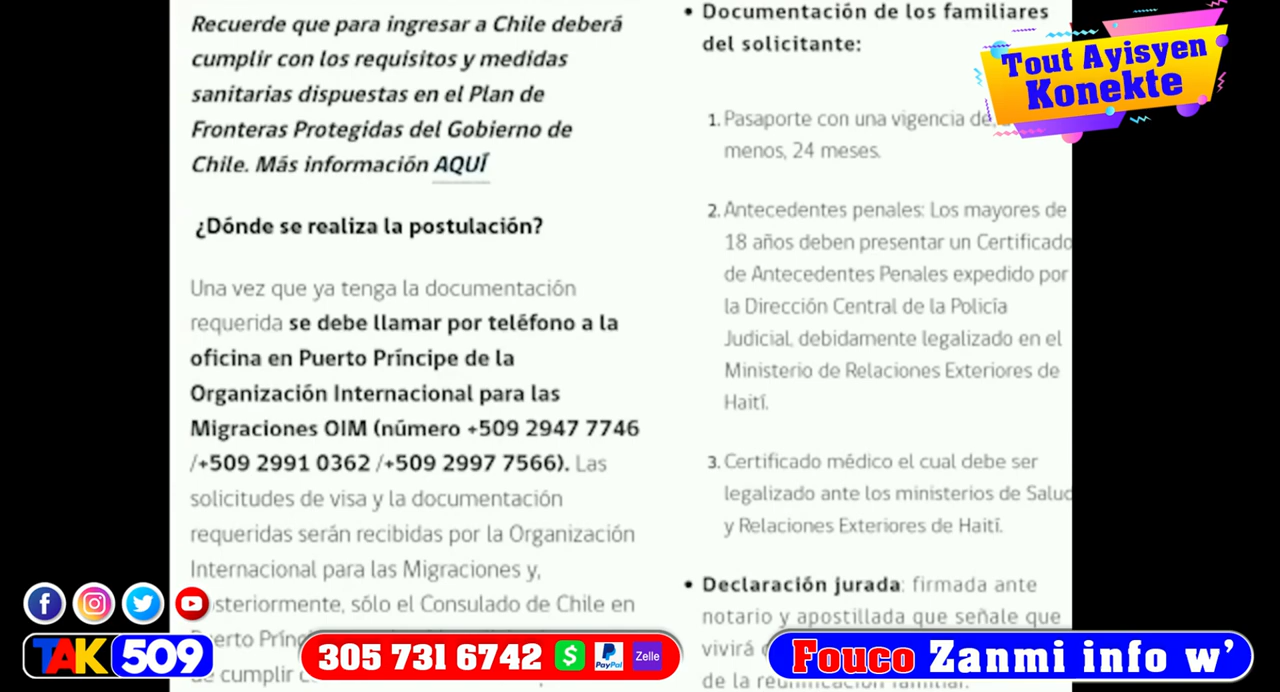 Recuerde que para ingresar a Chile deberá
cumplir con los requisitos y medidas
sanitarias dispuestas en el Plan de
Fronteras Protegidas del Gobierno de
Chile. Más información AQUÍ
¿Dónde se realiza la postulación?
Una vez que ya tenga la documentación
requerida se debe llamar por teléfono a la
oficina en Puerto Príncipe de la
Organización Internacional para las
Migraciones OIM (número +509 2947 7746
/+509 2991 0362 /+509 2997 7566). Las
solicitudes de visa y la documentación
requeridas serán recibidas por la Organización
Internacional para las Migraciones y,
sólo el Consulado de Chile en
cumplir
• Documentación de los familiares
del solicitante:
1. Pasaporte con una vigencia de
menos, 24 meses.
2. Antecedentes penales: Los mayores de
18 años deben presentar un Certificado
de Antecedentes Penales expedido por
la Dirección Central de la Policía
Judicial, debidamente legalizado en el
Ministerio de Relaciones Exteriores de
Haití.
3. Certificado médico el cual debe ser
legalizado ante los ministerios de Salud
y Relaciones Exteriores de Haití.
• Declaración jurada: firmada ante
notario y apostillada que señale que
vivirá
de la reunificación familiar.
Tout Ayisyen
Konekte
TAK 509
305 731 6742 $ PayPal Zelle
Fouco Zanmi info w'